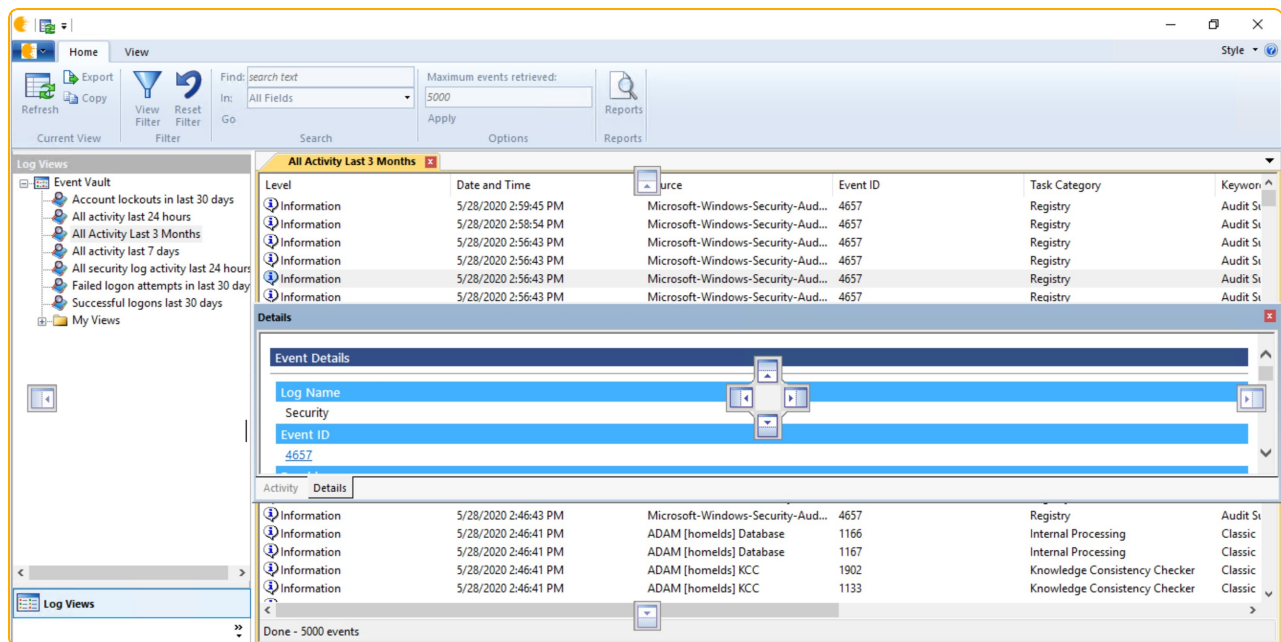 Home View Style
Refresh Export Copy
Current View
View Filter Reset Filter
Filter
Find: search text
In: All Fields
Go
Search
Maximum events retrieved:
5000
Apply
Options
Reports
Reports
Log Views
Event Vault
Account lockouts in last 30 days
All activity last 24 hours
All Activity Last 3 Months
All activity last 7 days
All security log activity last 24 hours
Failed logon attempts in last 30 day
Successful logons last 30 days
My Views
Log Views
All Activity Last 3 Months
Level Date and Time urce Event ID Task Category Keywor
Information 5/28/2020 2:59:45 PM Microsoft-Windows-Security-Aud... 4657 Registry Audit Su
Information 5/28/2020 2:58:54 PM Microsoft-Windows-Security-Aud... 4657 Registry Audit Su
Information 5/28/2020 2:56:43 PM Microsoft-Windows-Security-Aud... 4657 Registry Audit Su
Information 5/28/2020 2:56:43 PM Microsoft-Windows-Security-Aud... 4657 Registry Audit Su
Information 5/28/2020 2:56:43 PM Microsoft-Windows-Security-Aud... 4657 Registry Audit Su
Information 5/28/2020 2:56:43 PM Microsoft-Windows-Security-Aud... 4657 Registry Audit Su
Details
Event Details
Log Name
Security
Event ID
4657
Activity Details
Information 5/28/2020 2:46:43 PM Microsoft-Windows-Security-Aud... 4657 Registry Audit Su
Information 5/28/2020 2:46:41 PM ADAM [homelds] Database 1166 Internal Processing Classic
Information 5/28/2020 2:46:41 PM ADAM [homelds] Database 1167 Internal Processing Classic
Information 5/28/2020 2:46:41 PM ADAM [homelds] KCC 1902 Knowledge Consistency Checker Classic
Information 5/28/2020 2:46:41 PM ADAM [homelds] KCC 1133 Knowledge Consistency Checker Classic
Done - 5000 events